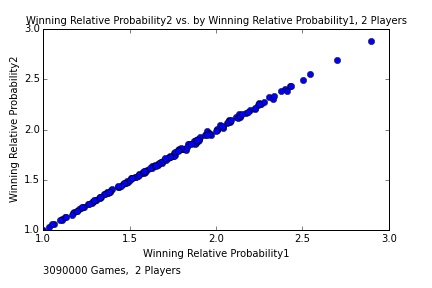 Winning Relative Probability2 vs. by Winning Relative Probability1, 2 Players
3.0
2.5
2.0
1.5
1.0
Winning Relative Probability2
1.0 1.5 2.0 2.5 3.0
Winning Relative Probability1
3090000 Games, 2 Players